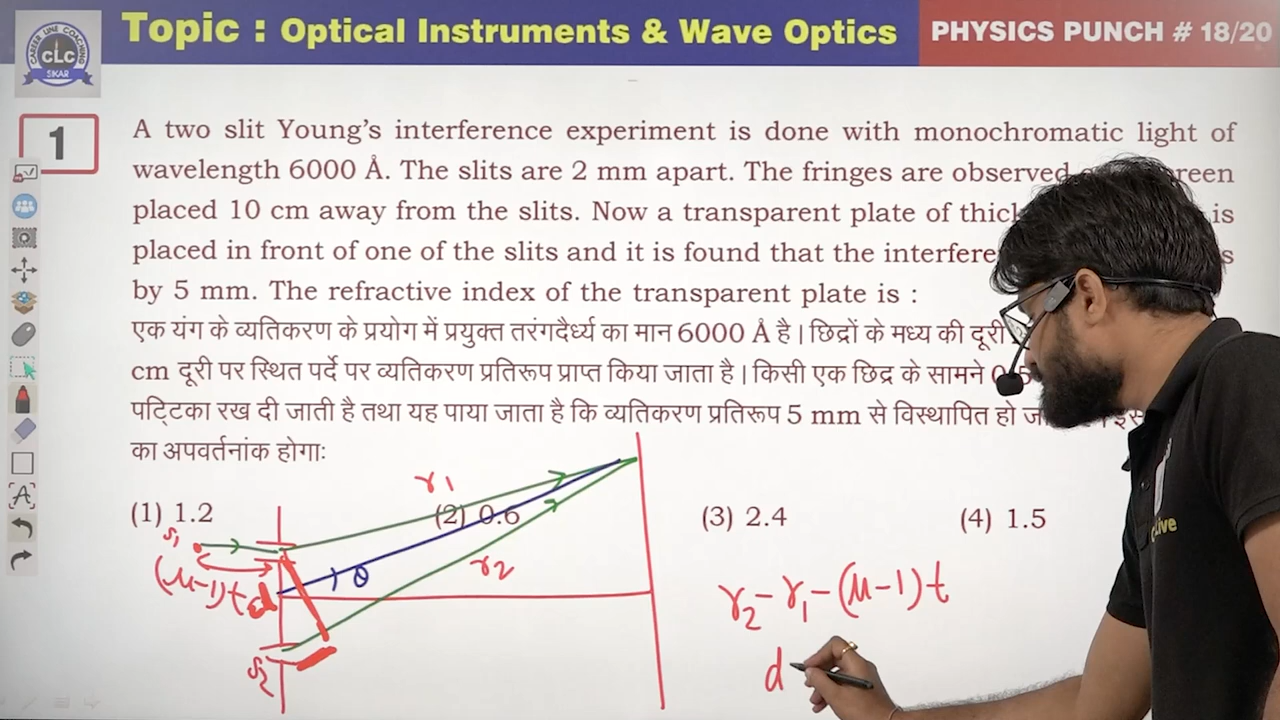 Topic : Optical Instruments & Wave Optics
PHYSICS PUNCH # 18/20
CAREER LINE COACHING
CLC
SIKAR
1
A two slit Young's interference experiment is done with monochromatic light of
wavelength 6000 Å. The slits are 2 mm apart. The fringes are observed
placed 10 cm away from the slits. Now a transparent plate of is
placed in front of one of the slits and it is found that the
by 5 mm. The refractive index of the transparent plate is :
एक यंग के व्यतिकरण के प्रयोग में प्रयुक्त तरंगदैर्ध्य का मान 6000 Å है। छिद्रों के मध्य की दूरी
cm दूरी पर स्थित पर्दे पर व्यतिकरण प्रतिरूप प्राप्त किया जाता है। किसी एक छिद्र के सामने
पट्टिका रख दी जाती है तथा यह पाया जाता है कि व्यतिकरण प्रतिरूप 5 mm से विस्थापित हो
का अपवर्तनांक होगाः
(1) 1.2 (2) 0.6 (3) 2.4 (4) 1.5
r₁
S₁
(μ-1)t
d
θ
r₂
S₂
r₂-r₁-(μ-1)t
d
Live